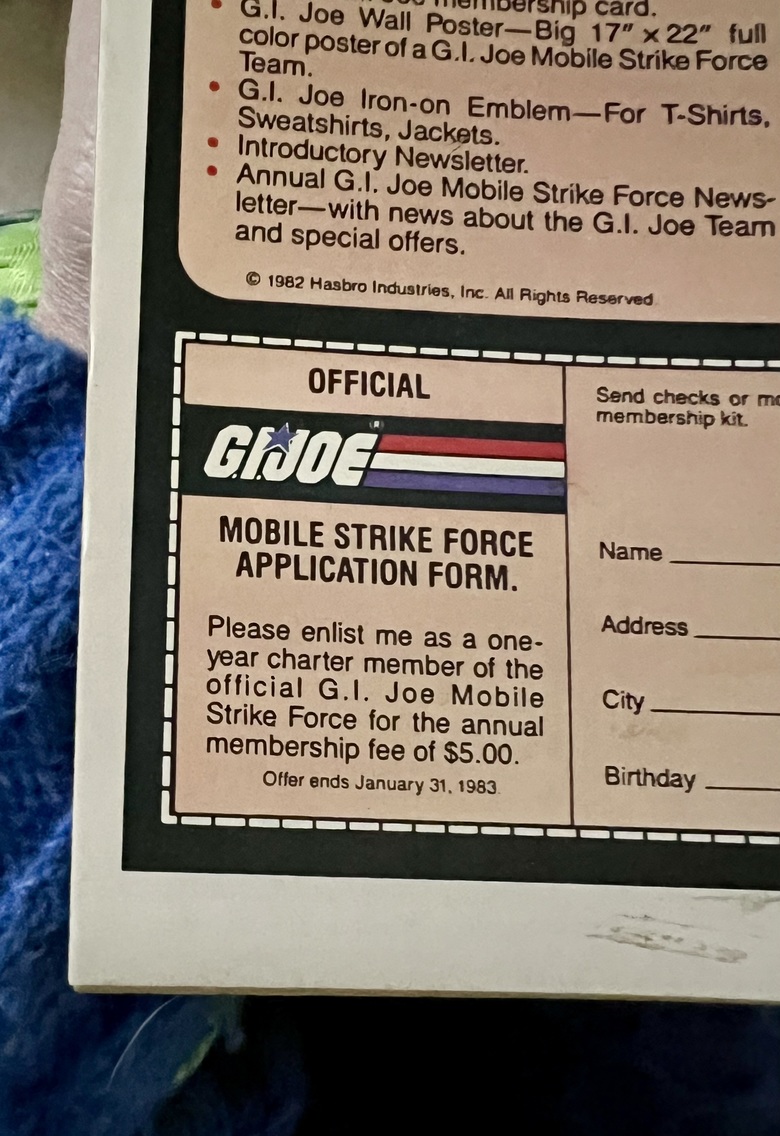 membership card.
• G.I. Joe Wall Poster—Big 17" x 22" full
color poster of a G.I. Joe Mobile Strike Force
Team.
• G.I. Joe Iron-on Emblem—For T-Shirts,
Sweatshirts, Jackets.
• Introductory Newsletter.
• Annual G.I. Joe Mobile Strike Force News-
letter—with news about the G.I. Joe Team
and special offers.
© 1982 Hasbro Industries, Inc. All Rights Reserved
OFFICIAL
G.I. JOE ®
MOBILE STRIKE FORCE
APPLICATION FORM.
Please enlist me as a one-
year charter member of the
official G.I. Joe Mobile
Strike Force for the annual
membership fee of $5.00.
Offer ends January 31, 1983.
Send checks or
membership kit.
Name
Address
City
Birthday